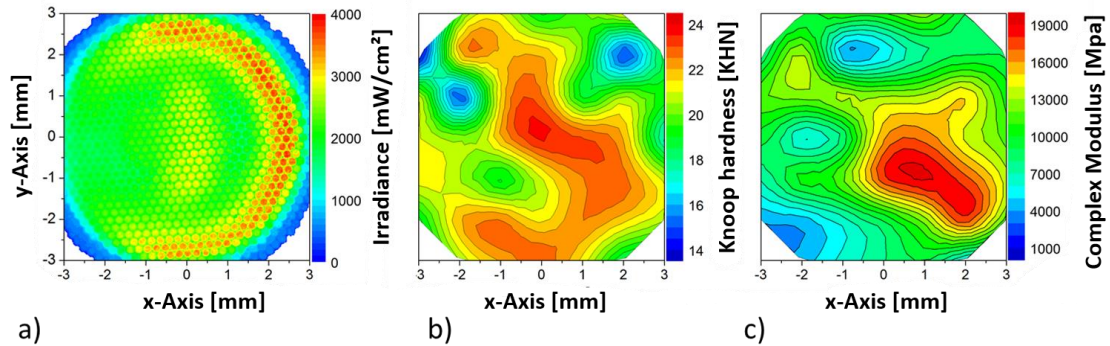 3
2
1
0
-1
-2
-3
-3 -2 -1 0 1 2 3
y-Axis [mm]
x-Axis [mm]
4000
3000
2000
1000
0
Irradiance [mW/cm²]
a)
-3 -2 -1 0 1 2 3
x-Axis [mm]
24
22
20
18
16
14
Knoop hardness [KHN]
b)
-3 -2 -1 0 1 2 3
x-Axis [mm]
19000
16000
13000
10000
7000
4000
1000
Complex Modulus [Mpa]
c)